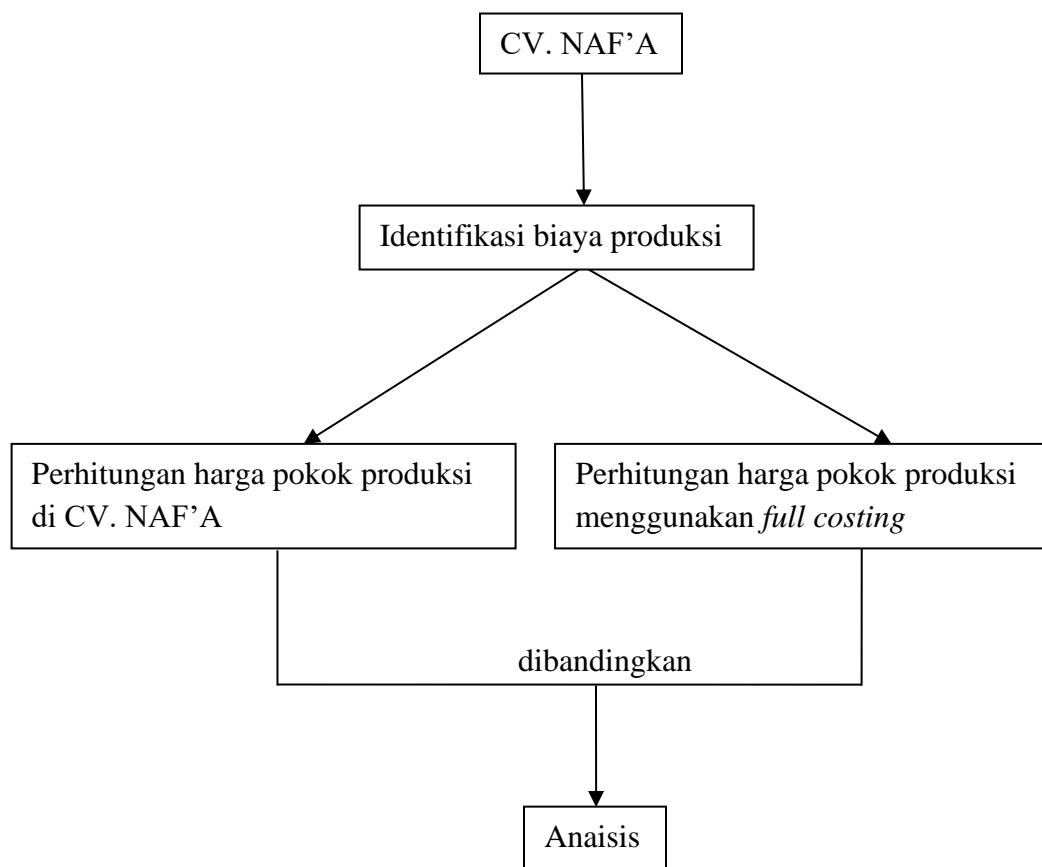 CV. NAF’A
Identifikasi biaya produksi
Perhitungan harga pokok produksi
di CV. NAF’A
Perhitungan harga pokok produksi
menggunakan full costing
dibandingkan
Anaisis